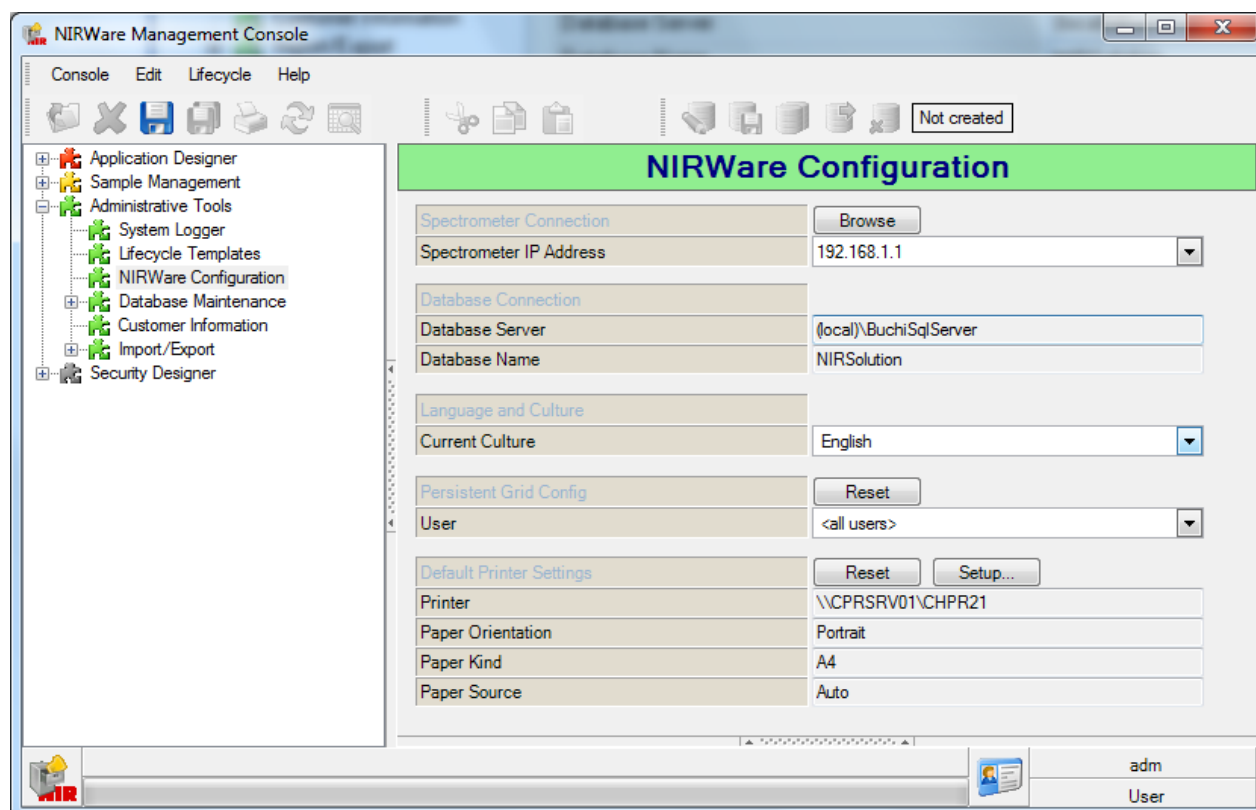 NIRWare Management Console
Console Edit Lifecycle Help
Not created
Application Designer
Sample Management
Administrative Tools
System Logger
Lifecycle Templates
NIRWare Configuration
Database Maintenance
Customer Information
Import/Export
Security Designer
NIRWare Configuration
Spectrometer Connection Browse
Spectrometer IP Address 192.168.1.1
Database Connection
Database Server (local)\BuchiSqlServer
Database Name NIRSolution
Language and Culture
Current Culture English
Persistent Grid Config Reset
User <all users>
Default Printer Settings Reset Setup...
Printer \\CPRSRV01\CHPR21
Paper Orientation Portrait
Paper Kind A4
Paper Source Auto
NIR
adm
User